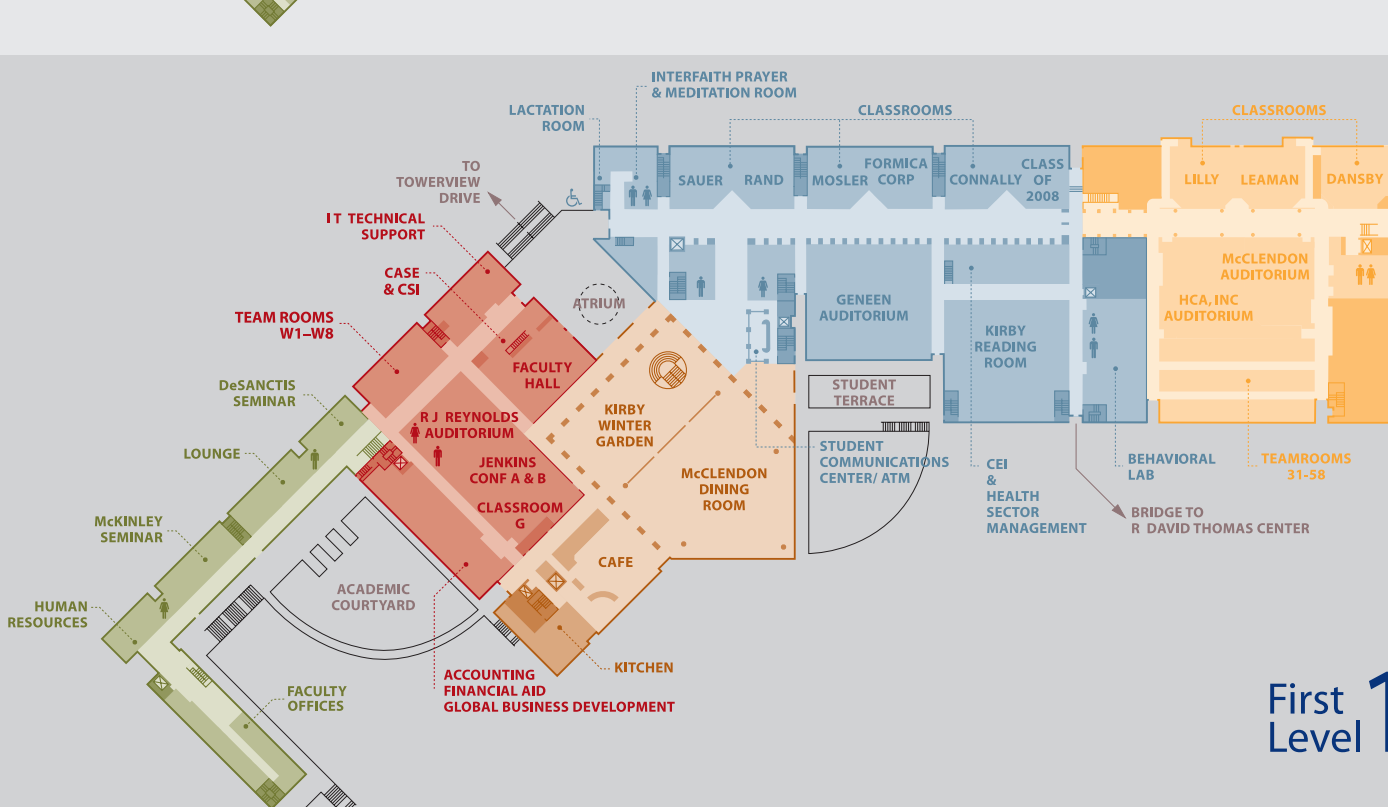 INTERFAITH PRAYER
& MEDITATION ROOM
LACTATION
ROOM
CLASSROOMS
CLASSROOMS
TO
TOWERVIEW
DRIVE
SAUER
RAND
MOSLER
FORMICA
CORP
CONNALLY
CLASS
OF
2008
LILLY
LEAMAN
DANSBY
IT TECHNICAL
SUPPORT
CASE
& CSI
TEAM ROOMS
W1–W8
ATRIUM
GENEEN
AUDITORIUM
McCLENDON
AUDITORIUM
HCA, INC
AUDITORIUM
KIRBY
READING
ROOM
FACULTY
HALL
DeSANCTIS
SEMINAR
STUDENT
TERRACE
KIRBY
WINTER
GARDEN
R J REYNOLDS
AUDITORIUM
LOUNGE
JENKINS
CONF A & B
McCLENDON
DINING
ROOM
STUDENT
COMMUNICATIONS
CENTER/ ATM
CEI
&
HEALTH
SECTOR
MANAGEMENT
BEHAVIORAL
LAB
TEAMROOMS
31-58
CLASSROOM
G
McKINLEY
SEMINAR
BRIDGE TO
R DAVID THOMAS CENTER
CAFE
ACADEMIC
COURTYARD
HUMAN
RESOURCES
KITCHEN
ACCOUNTING
FINANCIAL AID
GLOBAL BUSINESS DEVELOPMENT
FACULTY
OFFICES
First
Level 1